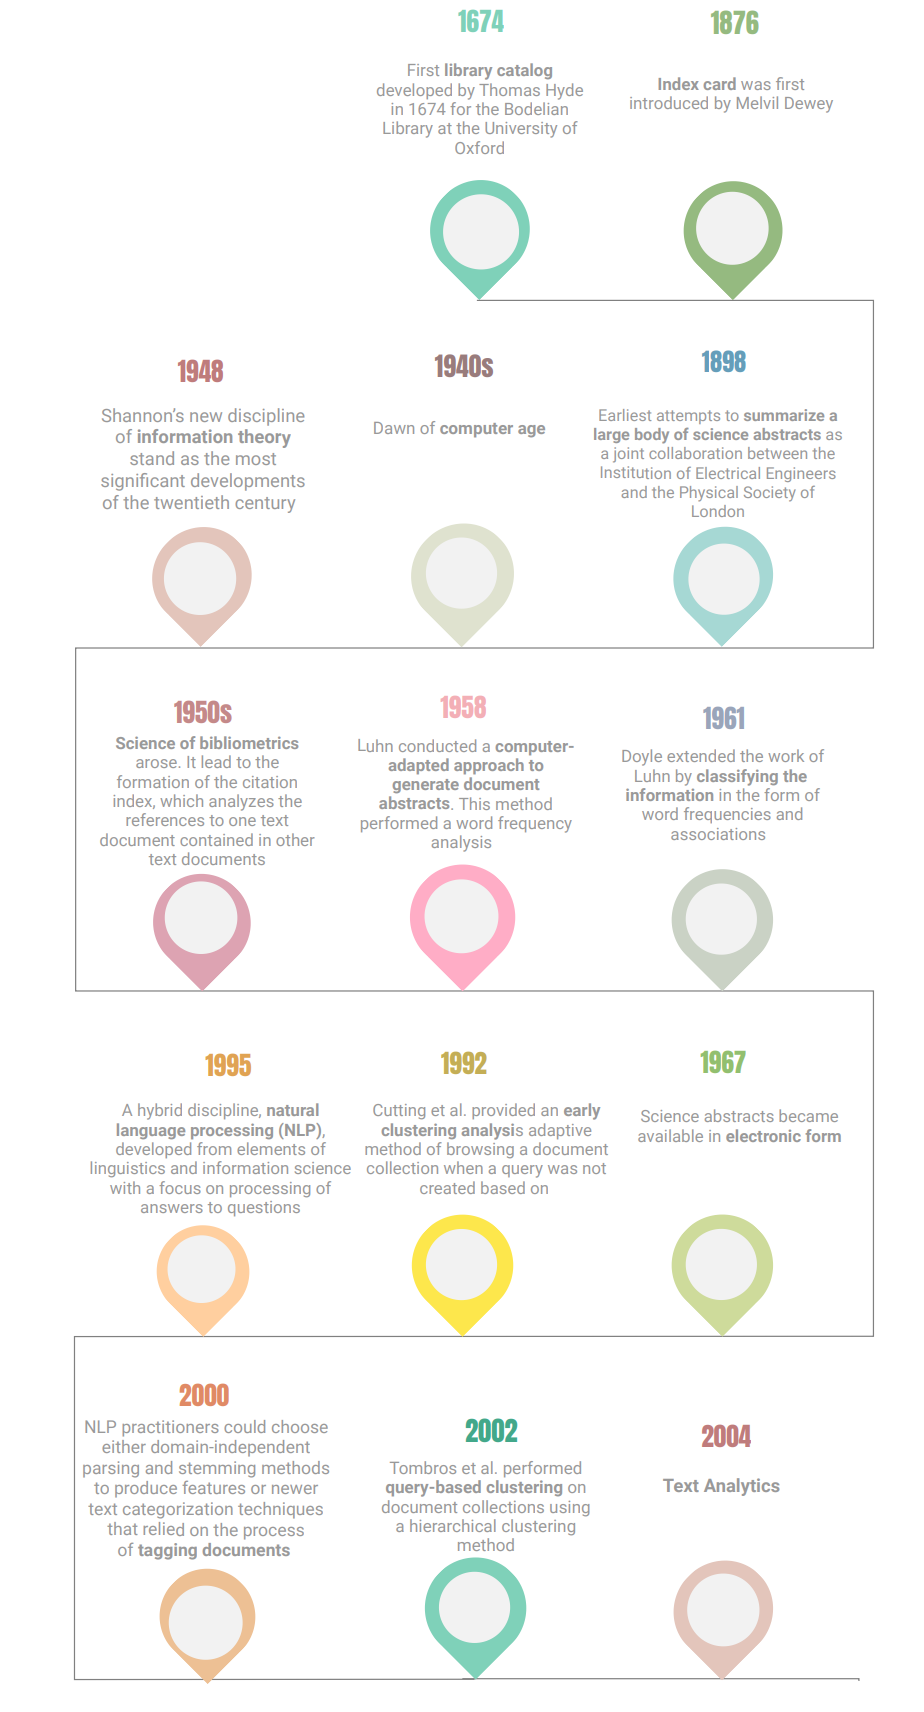 1674
First library catalog
developed by Thomas Hyde
in 1674 for the Bodelian
Library at the University of
Oxford
1876
Index card was first
introduced by Melvil Dewey
1898
Earliest attempts to summarize a
large body of science abstracts as
a joint collaboration between the
Institution of Electrical Engineers
and the Physical Society of
London
1940s
Dawn of computer age
1948
Shannon's new discipline
of information theory
stand as the most
significant developments
of the twentieth century
1950s
Science of bibliometrics
arose. It lead to the
formation of the citation
index, which analyzes the
references to one text
document contained in other
text documents
1958
Luhn conducted a computer-
adapted approach to
generate document
abstracts. This method
performed a word frequency
analysis
1961
Doyle extended the work of
Luhn by classifying the
information in the form of
word frequencies and
associations
1967
Science abstracts became
available in electronic form
1992
Cutting et al. provided an early
clustering analysis adaptive
method of browsing a document
collection when a query was not
created based on
1995
A hybrid discipline, natural
language processing (NLP),
developed from elements of
linguistics and information science
with a focus on processing of
answers to questions
2000
NLP practitioners could choose
either domain-independent
parsing and stemming methods
to produce features or newer
text categorization techniques
that relied on the process
of tagging documents
2002
Tombros et al. performed
query-based clustering on
document collections using
a hierarchical clustering
method
2004
Text Analytics